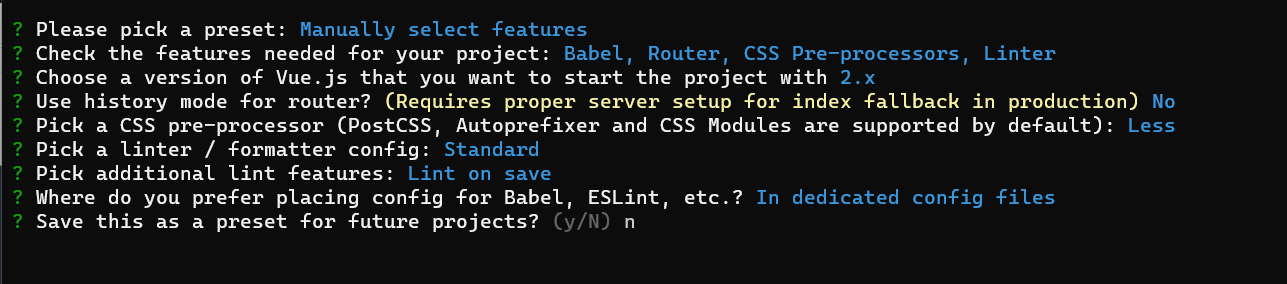 ? Please pick a preset: Manually select features
? Check the features needed for your project: Babel, Router, CSS Pre-processors, Linter
? Choose a version of Vue.js that you want to start the project with 2.x
? Use history mode for router? (Requires proper server setup for index fallback in production) No
? Pick a CSS pre-processor (PostCSS, Autoprefixer and CSS Modules are supported by default): Less
? Pick a linter / formatter config: Standard
? Pick additional lint features: Lint on save
? Where do you prefer placing config for Babel, ESLint, etc.? In dedicated config files
? Save this as a preset for future projects? (y/N) n